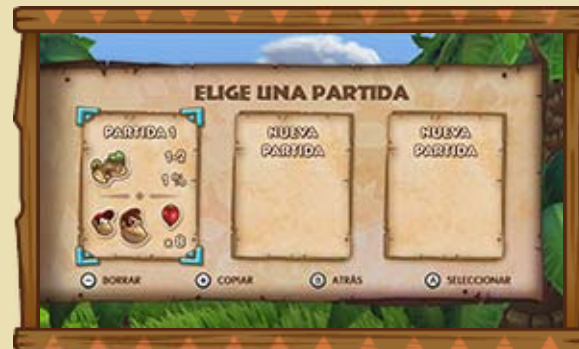 ELIGE UNA PARTIDA
PARTIDA 1
1-2
1 %
x 8
NUEVA
PARTIDA
NUEVA
PARTIDA
- BORRAR
+ COPIAR
B ATRÁS
A SELECCIONAR